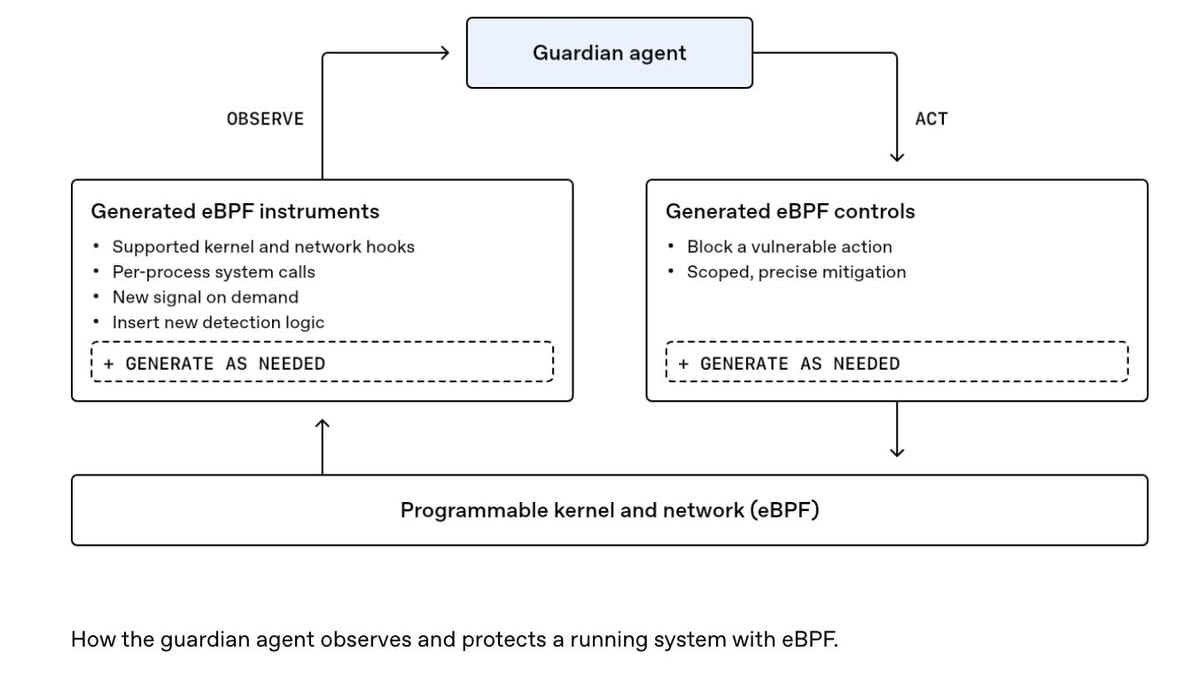 Guardian agent
OBSERVE
ACT
Generated eBPF instruments
• Supported kernel and network hooks
• Per-process system calls
• New signal on demand
• Insert new detection logic
+ GENERATE AS NEEDED
Generated eBPF controls
• Block a vulnerable action
• Scoped, precise mitigation
+ GENERATE AS NEEDED
Programmable kernel and network (eBPF)
How the guardian agent observes and protects a running system with eBPF.